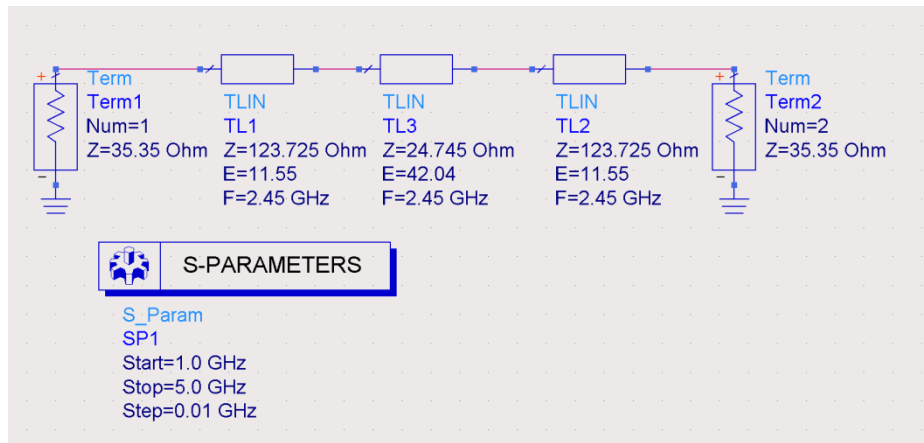 +
Term
Term1
Num=1
Z=35.35 Ohm
-
TLIN
TL1
Z=123.725 Ohm
E=11.55
F=2.45 GHz
TLIN
TL3
Z=24.745 Ohm
E=42.04
F=2.45 GHz
TLIN
TL2
Z=123.725 Ohm
E=11.55
F=2.45 GHz
+
Term
Term2
Num=2
Z=35.35 Ohm
-
S-PARAMETERS
S_Param
SP1
Start=1.0 GHz
Stop=5.0 GHz
Step=0.01 GHz